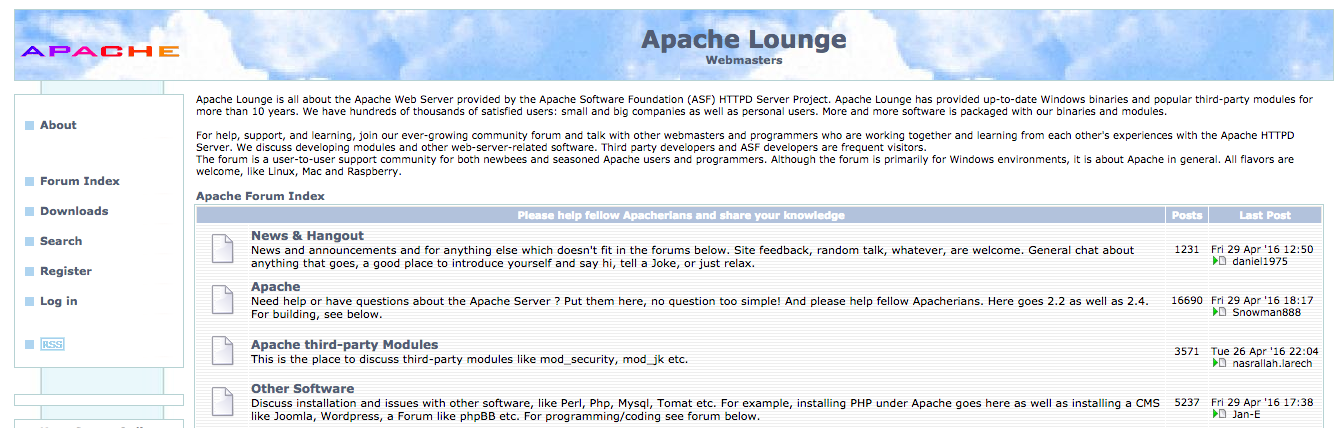 APACHE
Apache Lounge
Webmasters
About
Forum Index
Downloads
Search
Register
Log in
RSS
Apache Lounge is all about the Apache Web Server provided by the Apache Software Foundation (ASF) HTTPD Server Project. Apache Lounge has provided up-to-date Windows binaries and popular third-party modules for
more than 10 years. We have hundreds of thousands of satisfied users: small and big companies as well as personal users. More and more software is packaged with our binaries and modules.
For help, support, and learning, join our ever-growing community forum and talk with other webmasters and programmers who are working together and learning from each other's experiences with the Apache HTTPD
Server. We discuss developing modules and other web-server-related software. Third party developers and ASF developers are frequent visitors.
The forum is a user-to-user support community for both newbees and seasoned Apache users and programmers. Although the forum is primarily for Windows environments, it is about Apache in general. All flavors are
welcome, like Linux, Mac and Raspberry.
Apache Forum Index
Please help fellow Apacherians and share your knowledge Posts Last Post
News & Hangout
News and announcements and for anything else which doesn't fit in the forums below. Site feedback, random talk, whatever, are welcome. General chat about
anything that goes, a good place to introduce yourself and say hi, tell a Joke, or just relax.
1231 Fri 29 Apr '16 12:50
daniel1975
Apache
Need help or have questions about the Apache Server ? Put them here, no question too simple! And please help fellow Apacherians. Here goes 2.2 as well as 2.4.
For building, see below.
16690 Fri 29 Apr '16 18:17
Snowman888
Apache third-party Modules
This is the place to discuss third-party modules like mod_security, mod_jk etc.
3571 Tue 26 Apr '16 22:04
nasrallah.larech
Other Software
Discuss installation and issues with other software, like Perl, Php, Mysql, Tomat etc. For example, installing PHP under Apache goes here as well as installing a CMS
like Joomla, Wordpress, a Forum like phpBB etc. For programming/coding see forum below.
5237 Fri 29 Apr '16 17:38
Jan-E